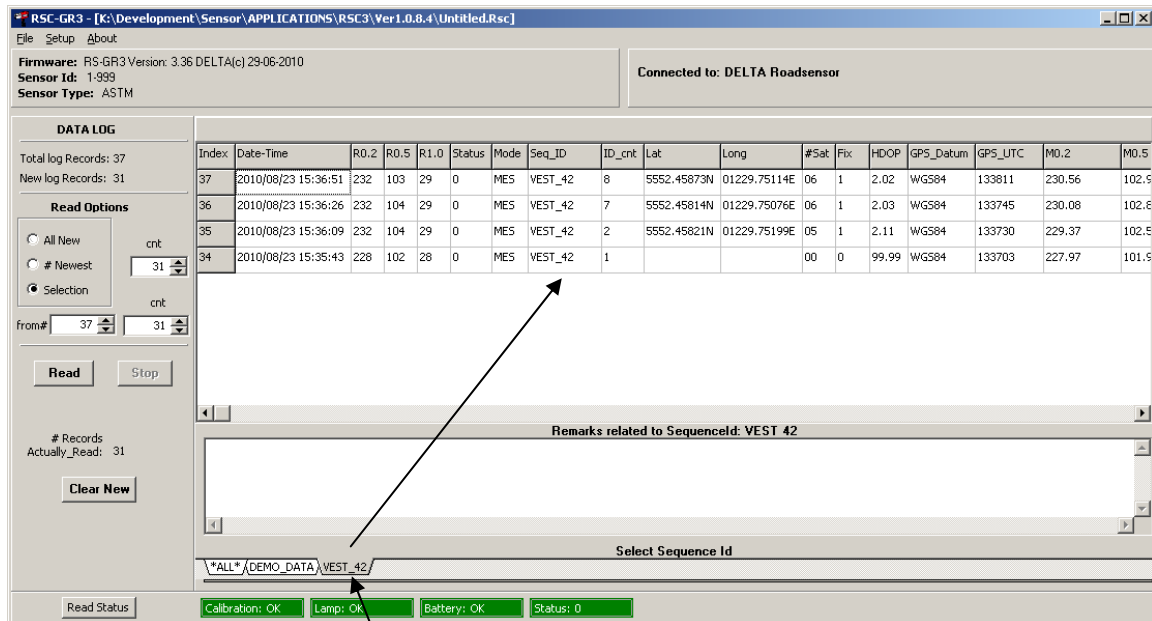 RSC-GR3 - [K:\Development\Sensor\APPLICATIONS\RSC3\Ver1.0.8.4\Untitled.Rsc]
File Setup About
Firmware: RS-GR3 Version: 3.36 DELTA(c) 29-06-2010
Sensor Id: 1-999
Sensor Type: ASTM
Connected to: DELTA Roadsensor
DATA LOG
Total log Records: 37
New log Records: 31
Read Options
All New
cnt
# Newest
31
Selection
cnt
from# 37 31
Read Stop
# Records
Actually_Read: 31
Clear New
Index Date-Time R0.2 R0.5 R1.0 Status Mode Seq_ID ID_cnt Lat Long #Sat Fix HDOP GPS_Datum GPS_UTC M0.2 M0.5
37 2010/08/23 15:36:51 232 103 29 0 MES VEST_42 8 5552.45873N 01229.75114E 06 1 2.02 WGS84 133811 230.56 102.9
36 2010/08/23 15:36:26 232 104 29 0 MES VEST_42 7 5552.45814N 01229.75076E 06 1 2.03 WGS84 133745 230.08 102.8
35 2010/08/23 15:36:09 232 104 29 0 MES VEST_42 2 5552.45821N 01229.75199E 05 1 2.11 WGS84 133730 229.37 102.5
34 2010/08/23 15:35:43 228 102 28 0 MES VEST_42 1 00 0 99.99 WGS84 133703 227.97 101.9
Remarks related to SequenceId: VEST 42
Select Sequence Id
*ALL* DEMO_DATA VEST_42
Read Status Calibration: OK Lamp: OK Battery: OK Status: 0